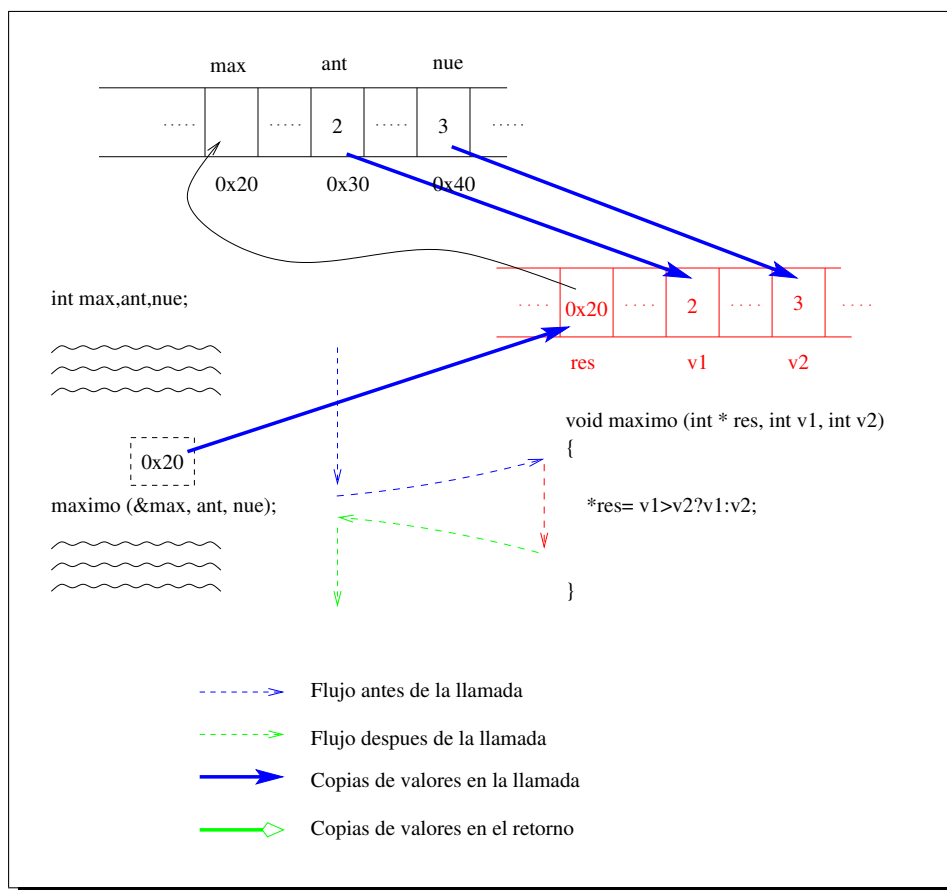 max ant nue
..... ..... 2 ..... 3 .....
0x20 0x30 0x40
int max,ant,nue;
.... 0x20 .... 2 .... 3 ....
res v1 v2
void maximo (int * res, int v1, int v2)
{
0x20
maximo (&max, ant, nue);
*res= v1>v2?v1:v2;
}
Flujo antes de la llamada
Flujo despues de la llamada
Copias de valores en la llamada
Copias de valores en el retorno